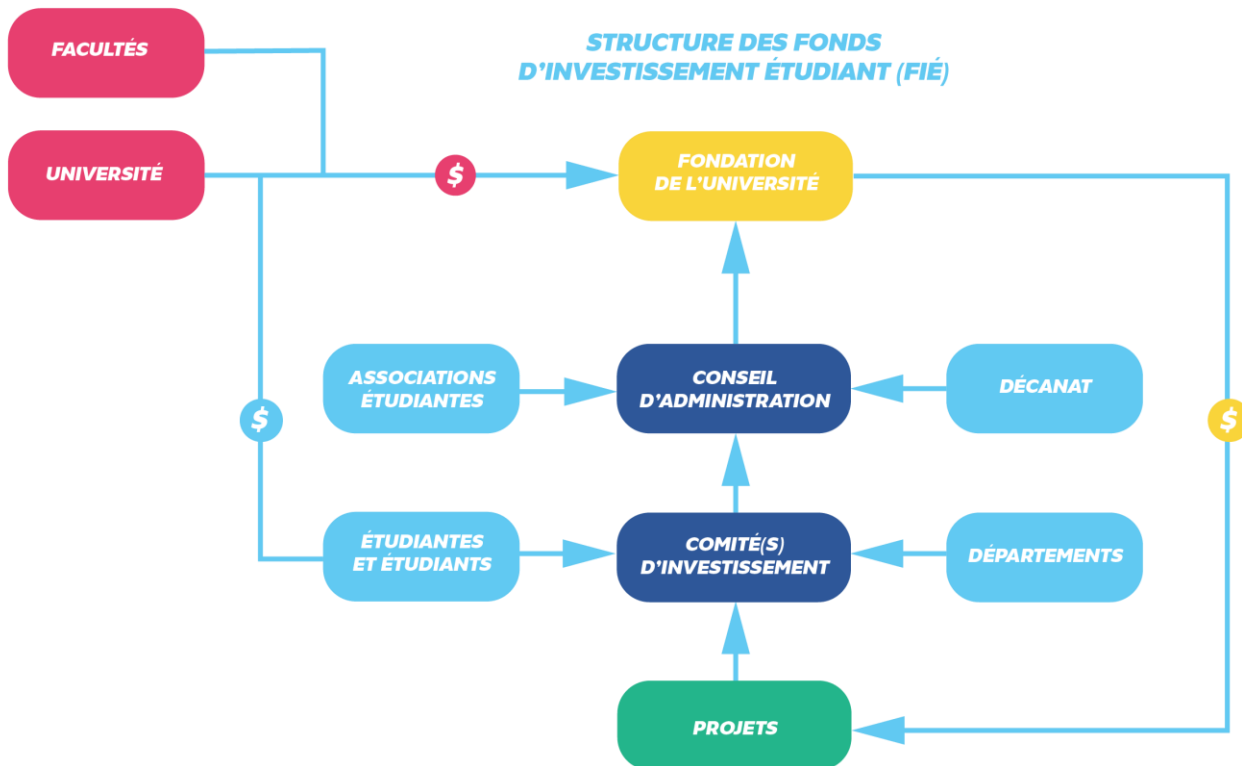 FACULTÉS
STRUCTURE DES FONDS
D'INVESTISSEMENT ÉTUDIANT (FIÉ)
UNIVERSITÉ
$
FONDATION
DE L'UNIVERSITÉ
ASSOCIATIONS
ÉTUDIANTES
CONSEIL
D'ADMINISTRATION
DÉCANAT
$
$
ÉTUDIANTES
ET ÉTUDIANTS
COMITÉ(S)
D'INVESTISSEMENT
DÉPARTEMENTS
PROJETS